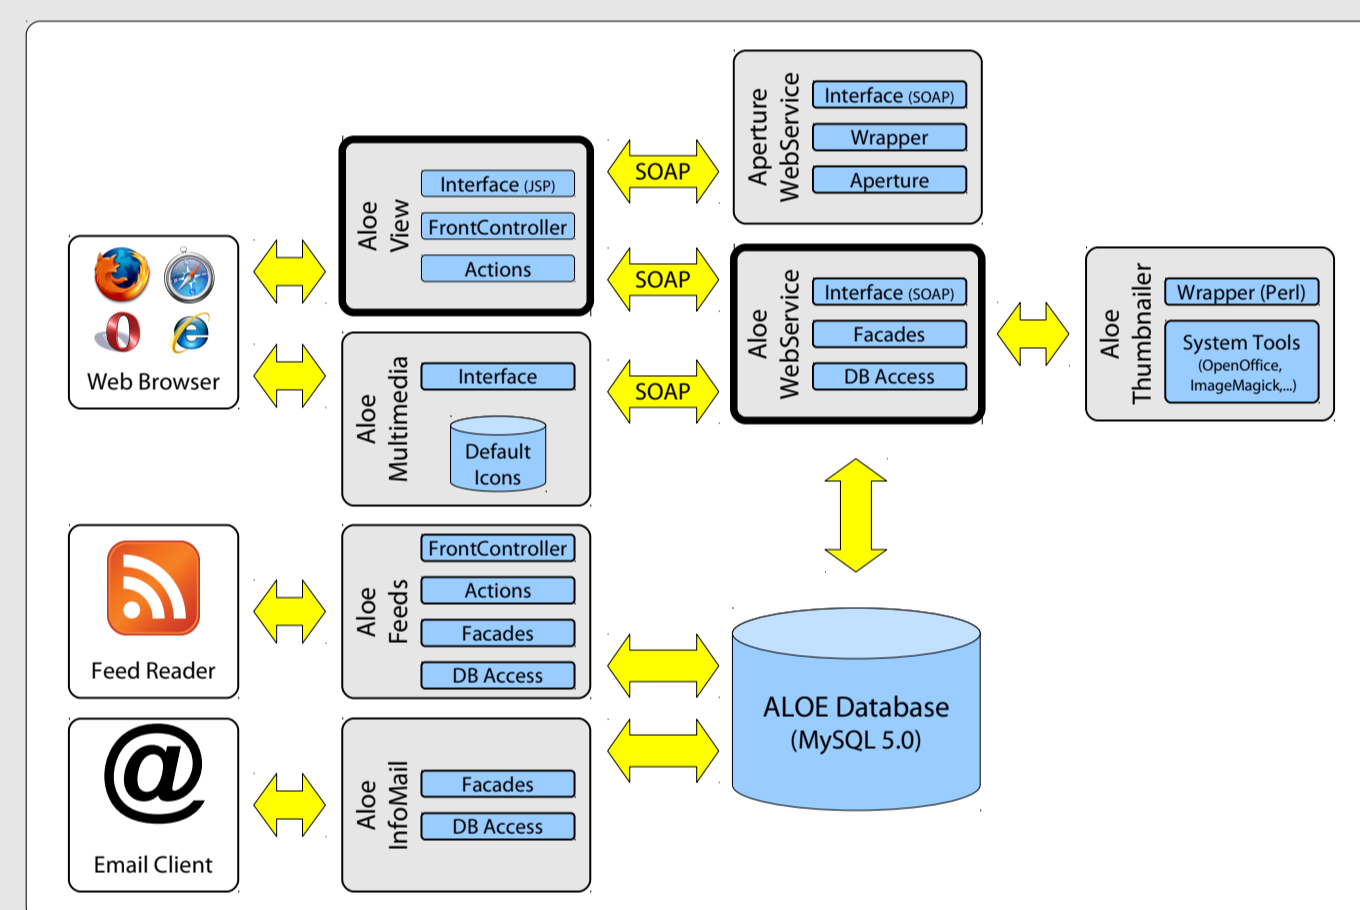 Aperture
WebService
Interface (SOAP)
Wrapper
Aperture
Aloe
View
Interface (JSP)
FrontController
Actions
SOAP
SOAP
SOAP
Web Browser
Aloe
Multimedia
Interface
Default
Icons
Aloe
WebService
Interface (SOAP)
Facades
DB Access
Aloe
Thumbnailer
Wrapper (Perl)
System Tools
(OpenOffice,
ImageMagick,...)
Feed Reader
Aloe
Feeds
FrontController
Actions
Facades
DB Access
ALOE Database
(MySQL 5.0)
@
Email Client
Aloe
InfoMail
Facades
DB Access